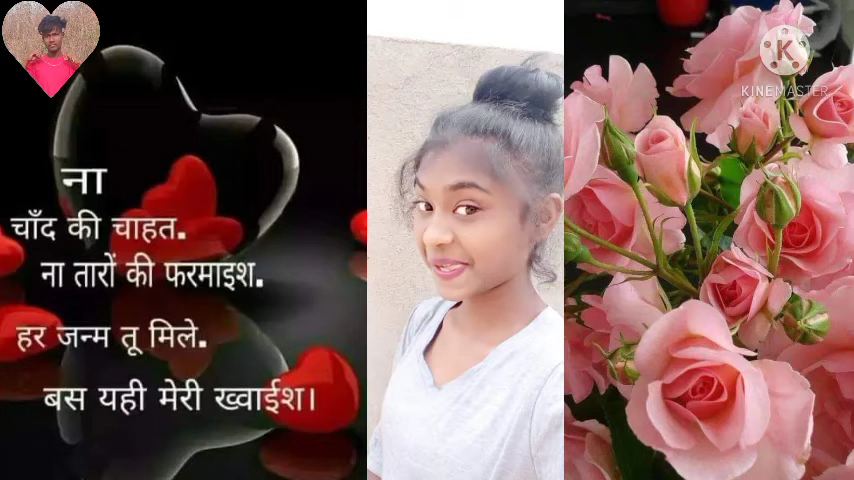 ना
चाँद की चाहत.
ना तारों की फरमाइश.
हर जन्म तू मिले.
बस यही मेरी ख्वाईश।
K
KINEMASTER